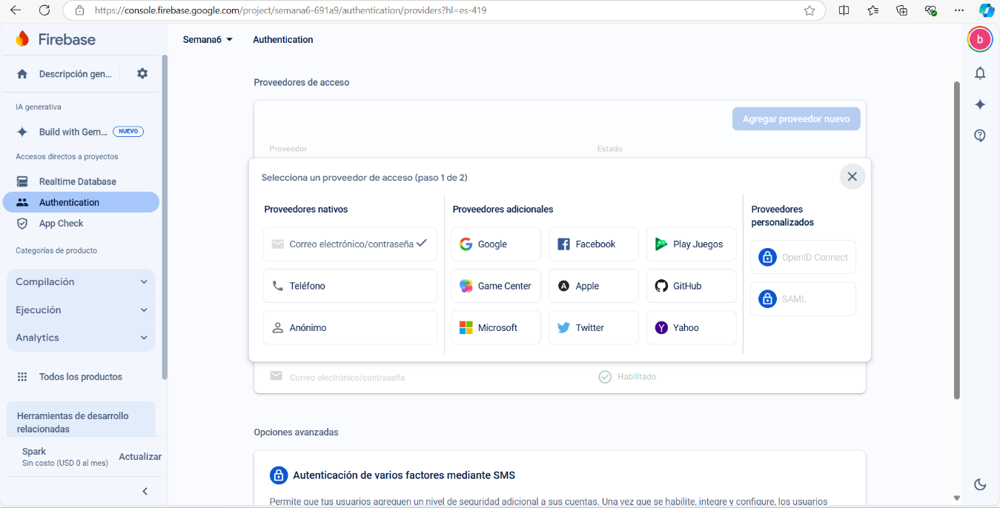 https://console.firebase.google.com/project/semana6-691a9/authentication/providers?hl=es-419
Firebase
Semana6
Authentication
b
Descripción gen...
IA generativa
Build with Gem...
NUEVO
Accesos directos a proyectos
Realtime Database
Authentication
App Check
Categorías de producto
Compilación
Ejecución
Analytics
Todos los productos
Herramientas de desarrollo
relacionadas
Spark
Sin costo (USD 0 al mes)
Actualizar
Proveedores de acceso
Agregar proveedor nuevo
Proveedor
Estado
Selecciona un proveedor de acceso (paso 1 de 2)
Proveedores nativos
Correo electrónico/contraseña
Teléfono
Anónimo
Proveedores adicionales
Google
Facebook
Play Juegos
Game Center
Apple
GitHub
Microsoft
Twitter
Yahoo
Proveedores
personalizados
OpenID Connect
SAML
Correo electrónico/contraseña
Habilitado
Opciones avanzadas
Autenticación de varios factores mediante SMS
Permite que tus usuarios agreguen un nivel de seguridad adicional a sus cuentas. Una vez que se habilite, integre y configure, los usuarios